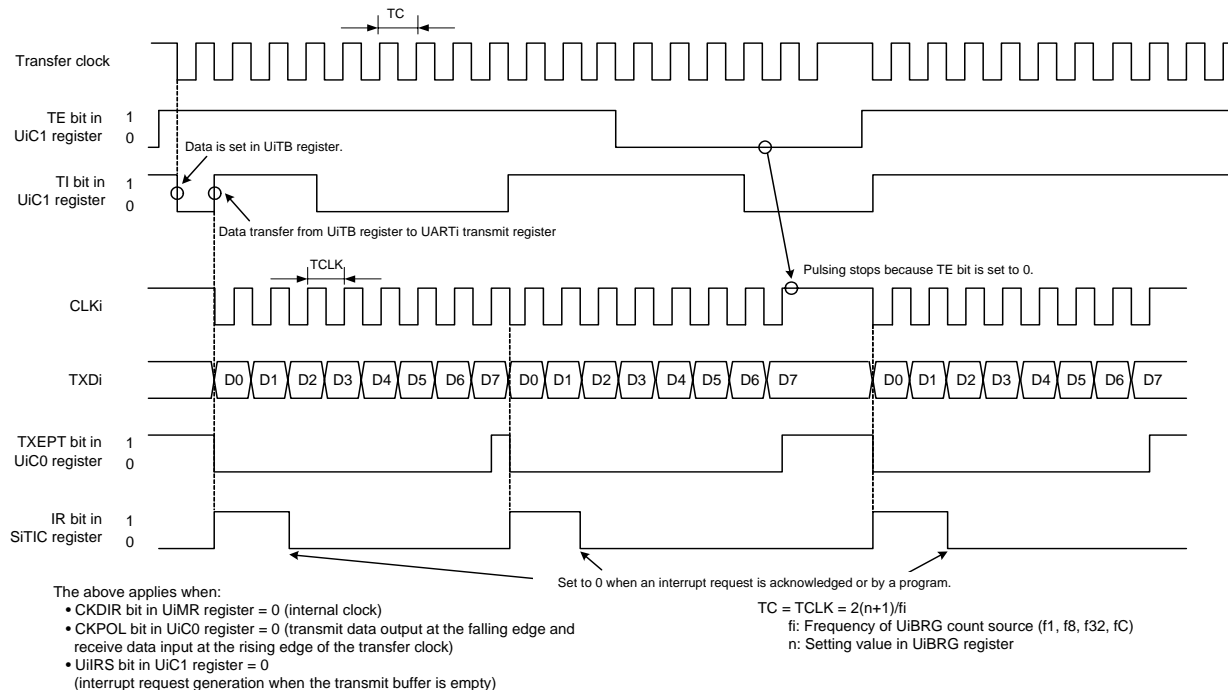 TC
Transfer clock
TE bit in
UiC1 register
1
0
Data is set in UiTB register.
TI bit in
UiC1 register
1
0
Data transfer from UiTB register to UARTi transmit register
TCLK
Pulsing stops because TE bit is set to 0.
CLKi
TXDi
D0 D1 D2 D3 D4 D5 D6 D7 D0 D1 D2 D3 D4 D5 D6 D7 D0 D1 D2 D3 D4 D5 D6 D7
TXEPT bit in
UiC0 register
1
0
IR bit in
SiTIC register
1
0
Set to 0 when an interrupt request is acknowledged or by a program.
The above applies when:
• CKDIR bit in UiMR register = 0 (internal clock)
• CKPOL bit in UiC0 register = 0 (transmit data output at the falling edge and
receive data input at the rising edge of the transfer clock)
• UiIRS bit in UiC1 register = 0
(interrupt request generation when the transmit buffer is empty)
TC = TCLK = 2(n+1)/fi
fi: Frequency of UiBRG count source (f1, f8, f32, fC)
n: Setting value in UiBRG register